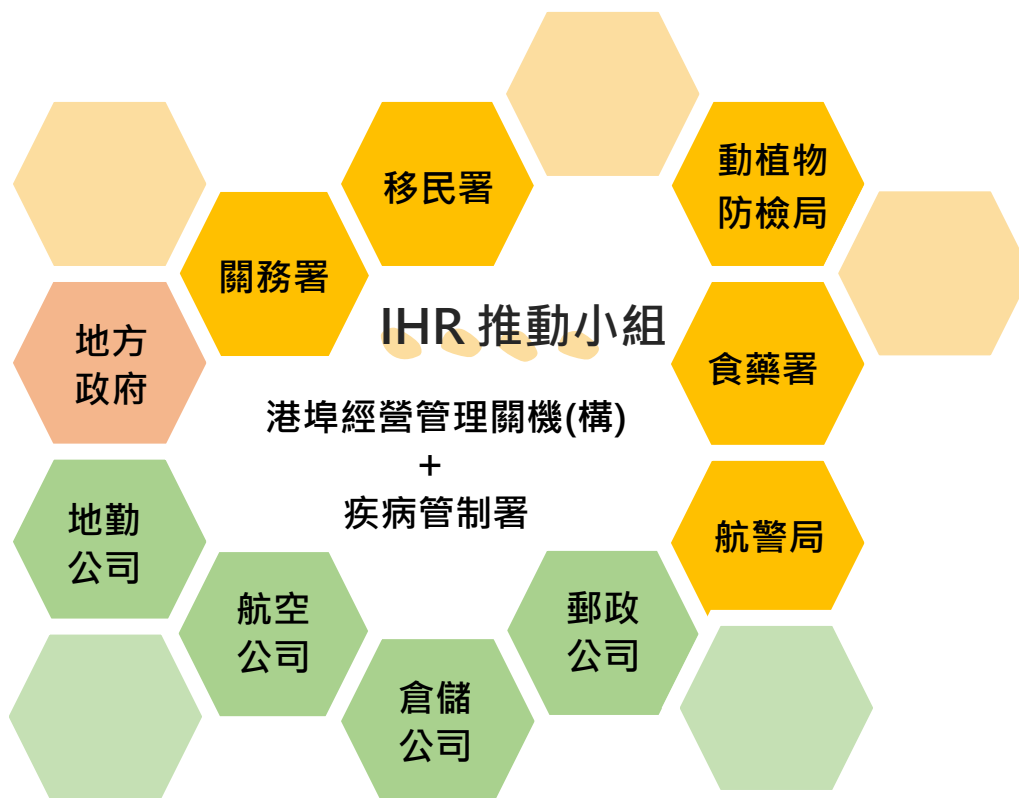 移民署
動植物
防檢局
關務署
IHR 推動小組
地方
政府
食藥署
港埠經營管理關機(構)
+
疾病管制署
地勤
公司
航警局
航空
公司
郵政
公司
倉儲
公司